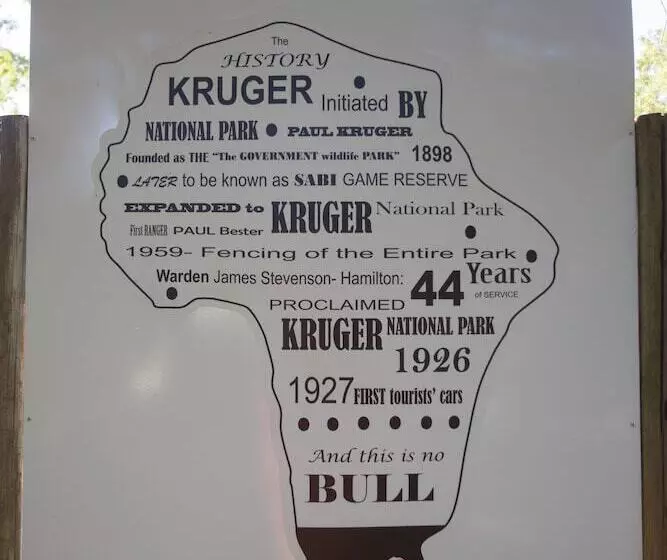 The
HISTORY
KRUGER Initiated BY
NATIONAL PARK • PAUL KRUGER
Founded as THE "The GOVERNMENT wildlife PARK" 1898
• LATER to be known as SABI GAME RESERVE
EXPANDED to KRUGER National Park
First RANGER PAUL Bester
1959- Fencing of the Entire Park
Warden James Stevenson- Hamilton: 44 Years of SERVICE
PROCLAIMED
KRUGER NATIONAL PARK
1926
1927 FIRST tourists' cars
And this is no
BULL